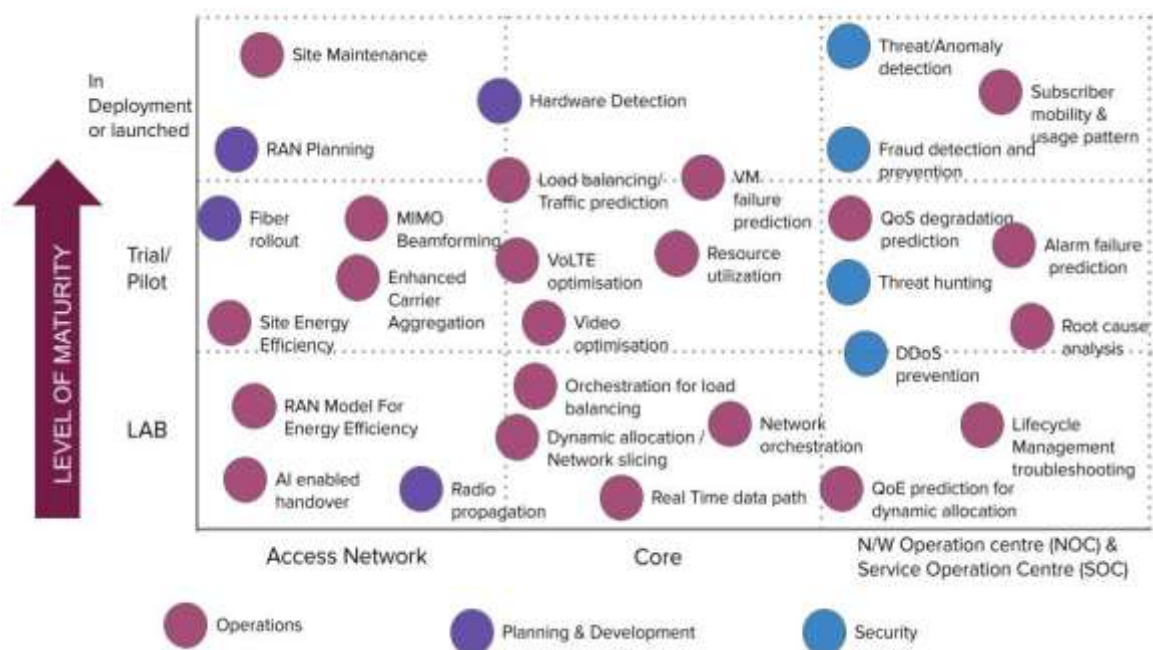 In
Deployment
or launched
Trial/
Pilot
LAB
LEVEL OF MATURITY
Site Maintenance
RAN Planning
Hardware Detection
Threat/Anomaly
detection
Subscriber
mobility &
usage pattern
Fraud detection and
prevention
Load balancing/
Traffic prediction
VM
failure
prediction
Fiber
rollout
MIMO
Beamforming
Enhanced
Carrier
Aggregation
Site Energy
Efficiency
VoLTE
optimisation
Resource
utilization
Video
optimisation
QoS degradation
prediction
Alarm failure
prediction
Threat hunting
Root cause
analysis
DDoS
prevention
RAN Model For
Energy Efficiency
AI enabled
handover
Radio
propagation
Orchestration for load
balancing
Dynamic allocation /
Network slicing
Network
orchestration
Real Time data path
Lifecycle
Management
troubleshooting
QoE prediction for
dynamic allocation
Access Network
Core
N/W Operation centre (NOC) &
Service Operation Centre (SOC)
Operations
Planning & Development
Security